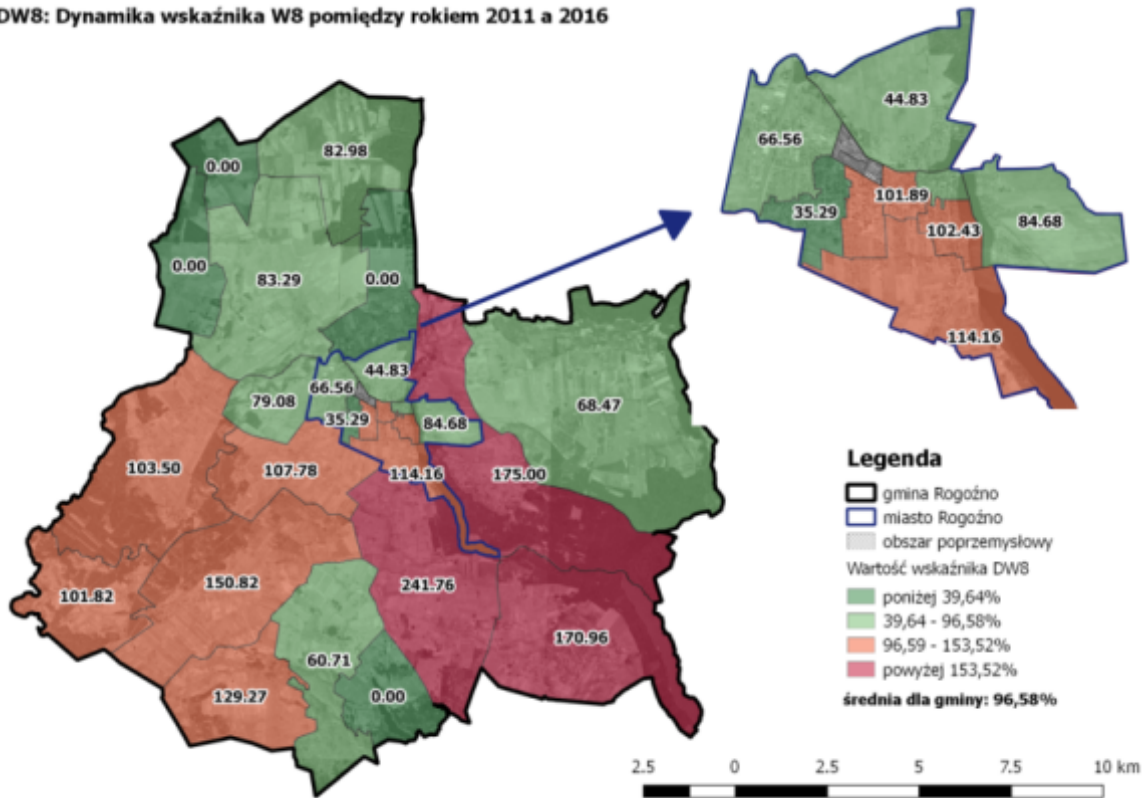 DW8: Dynamika wskaźnika W8 pomiędzy rokiem 2011 a 2016
44.83
66.56
101.89
35.29
102.43
84.68
114.16
82.98
0.00
0.00
83.29
0.00
44.83
66.56
79.08
35.29
84.68
68.47
103.50
107.78
114.16
175.00
150.82
101.82
241.76
170.96
60.71
129.27
0.00
Legenda
gmina Rogoźno
miasto Rogoźno
obszar poprzemysłowy
Wartość wskaźnika DW8
poniżej 39,64%
39,64 - 96,58%
96,59 - 153,52%
powyżej 153,52%
średnia dla gminy: 96,58%
2.5 0 2.5 5 7.5 10 km